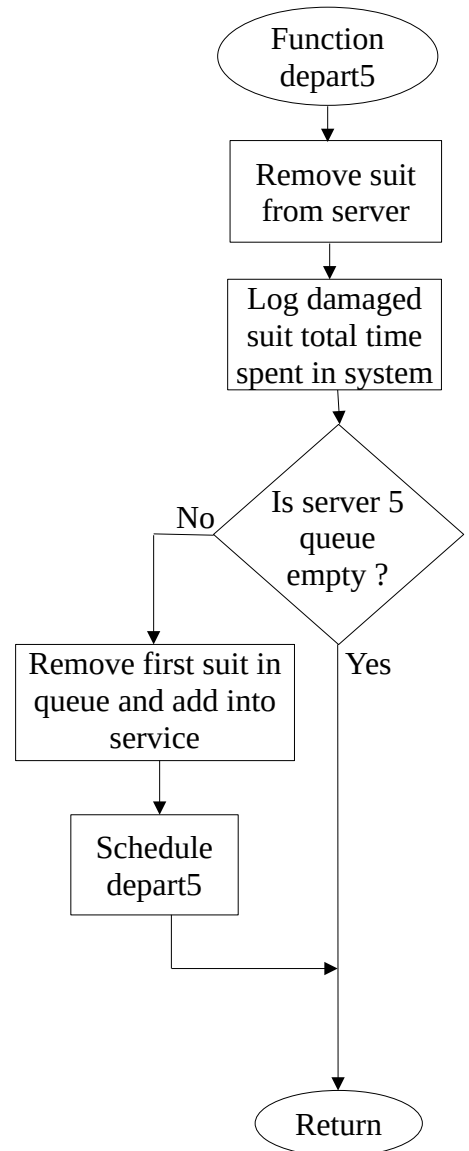 Function
depart5
Remove suit
from server
Log damaged
suit total time
spent in system
Is server 5
queue
empty ?
No
Yes
Remove first suit in
queue and add into
service
Schedule
depart5
Return